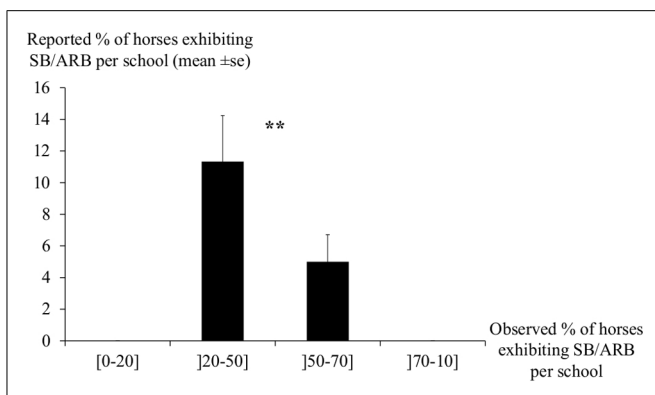 Reported % of horses exhibiting
SB/ARB per school (mean ±se)
16
14
12
10
8
6
4
2
0
**
[0-20]
]20-50]
]50-70]
]70-10]
Observed % of horses
exhibiting SB/ARB
per school